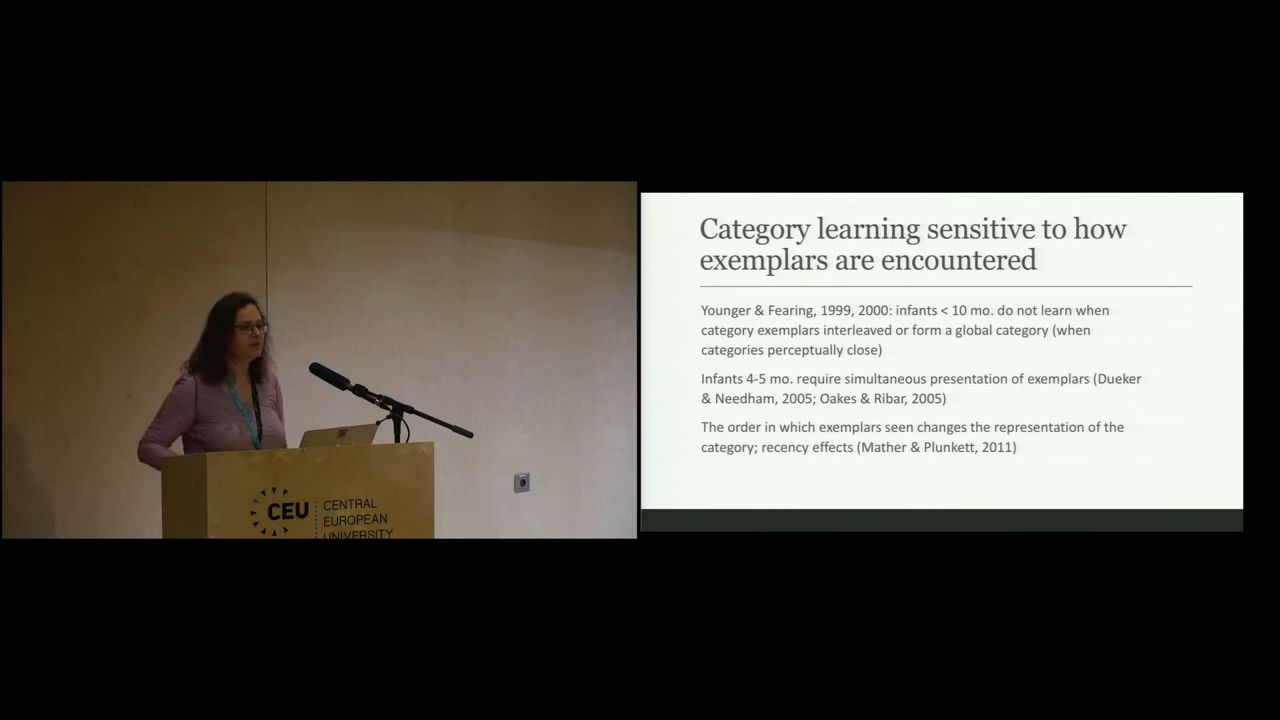 Category learning sensitive to how
exemplars are encountered
Younger & Fearing, 1999, 2000: infants < 10 mo. do not learn when
category exemplars interleaved or form a global category (when
categories perceptually close)
Infants 4-5 mo. require simultaneous presentation of exemplars (Dueker
& Needham, 2005; Oakes & Ribar, 2005)
The order in which exemplars seen changes the representation of the
category; recency effects (Mather & Plunkett, 2011)
CEU
CENTRAL
EUROPEAN
UNIVERSITY